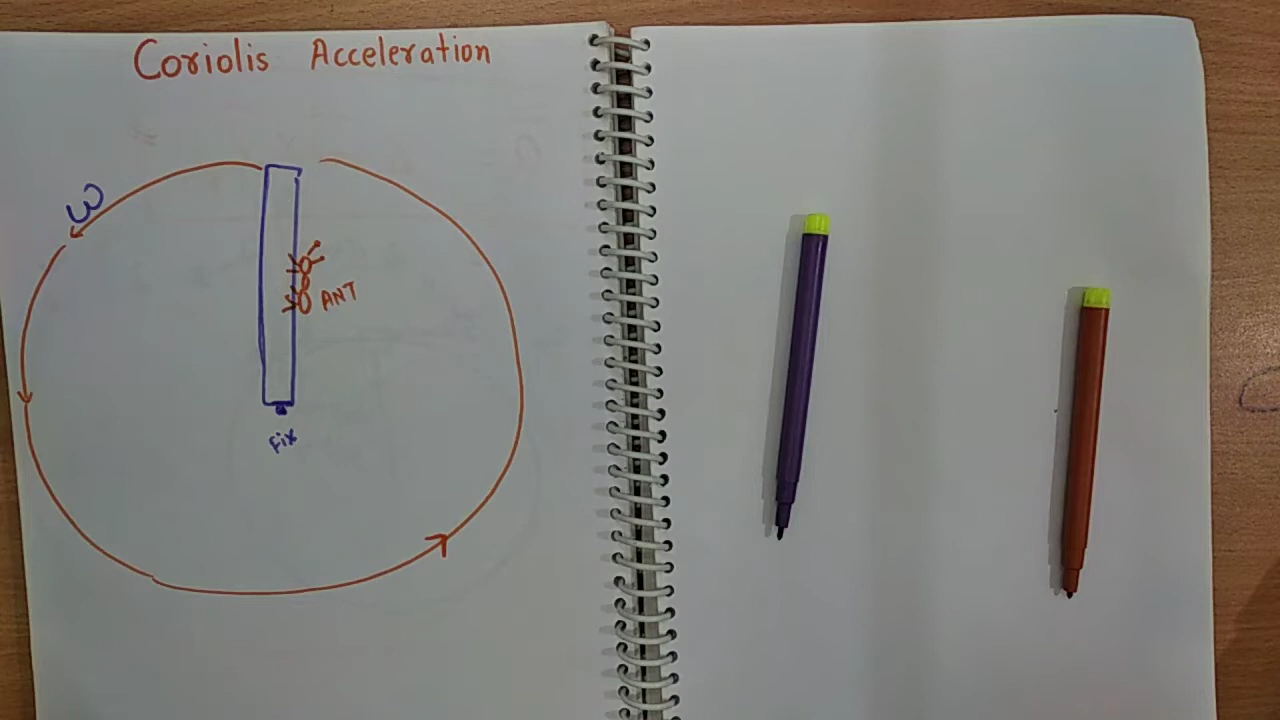 Coriolis Acceleration
ω
ANT
fix